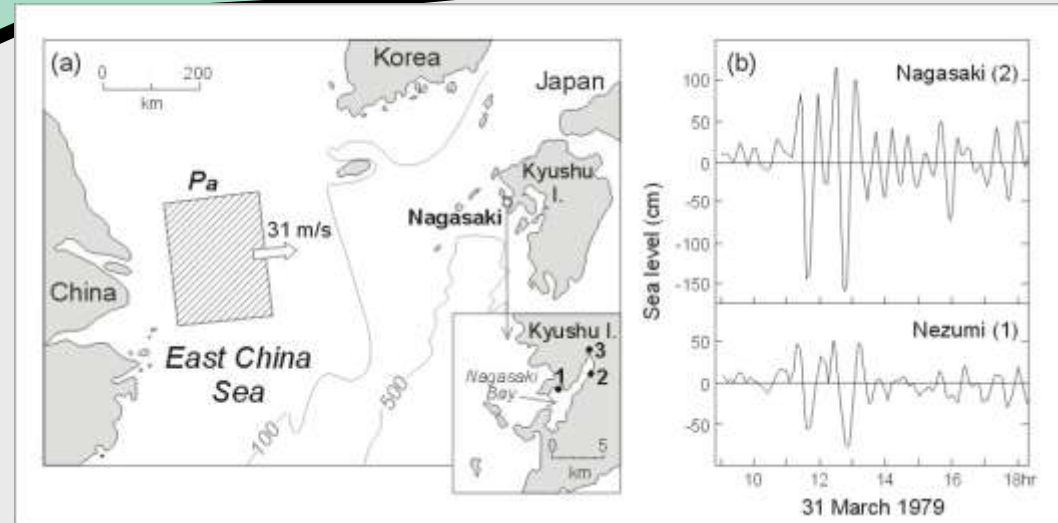 (a)
0 200
km
Korea
Japan
Pa
31 m/s
Nagasaki
Kyushu
I.
China
East China
Sea
100
500
Kyushu I.
3
1
2
Nagasaki
Bay
0 5
km
(b)
Nagasaki (2)
100
50
0
-50
-100
-150
Sea level (cm)
Nezumi (1)
50
0
-50
10 12 14 16 18hr
31 March 1979